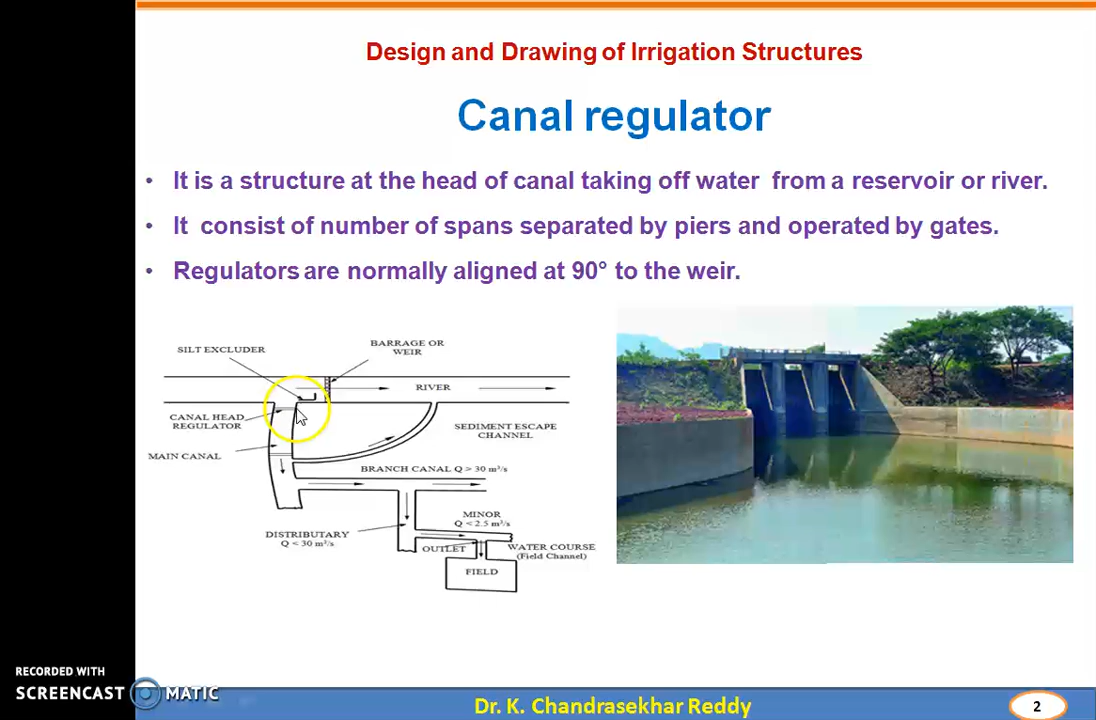 Design and Drawing of Irrigation Structures
Canal regulator
• It is a structure at the head of canal taking off water from a reservoir or river.
• It consist of number of spans separated by piers and operated by gates.
• Regulators are normally aligned at 90° to the weir.
SILT EXCLUDER
BARRAGE OR
WEIR
RIVER
CANAL HEAD
REGULATOR
SEDIMENT ESCAPE
CHANNEL
MAIN CANAL
BRANCH CANAL Q > 30 m³/s
MINOR
Q < 2.5 m³/s
DISTRIBUTARY
Q < 30 m³/s
OUTLET
WATER COURSE
(Field Channel)
FIELD
RECORDED WITH
SCREENCAST MATIC
Dr. K. Chandrasekhar Reddy
2